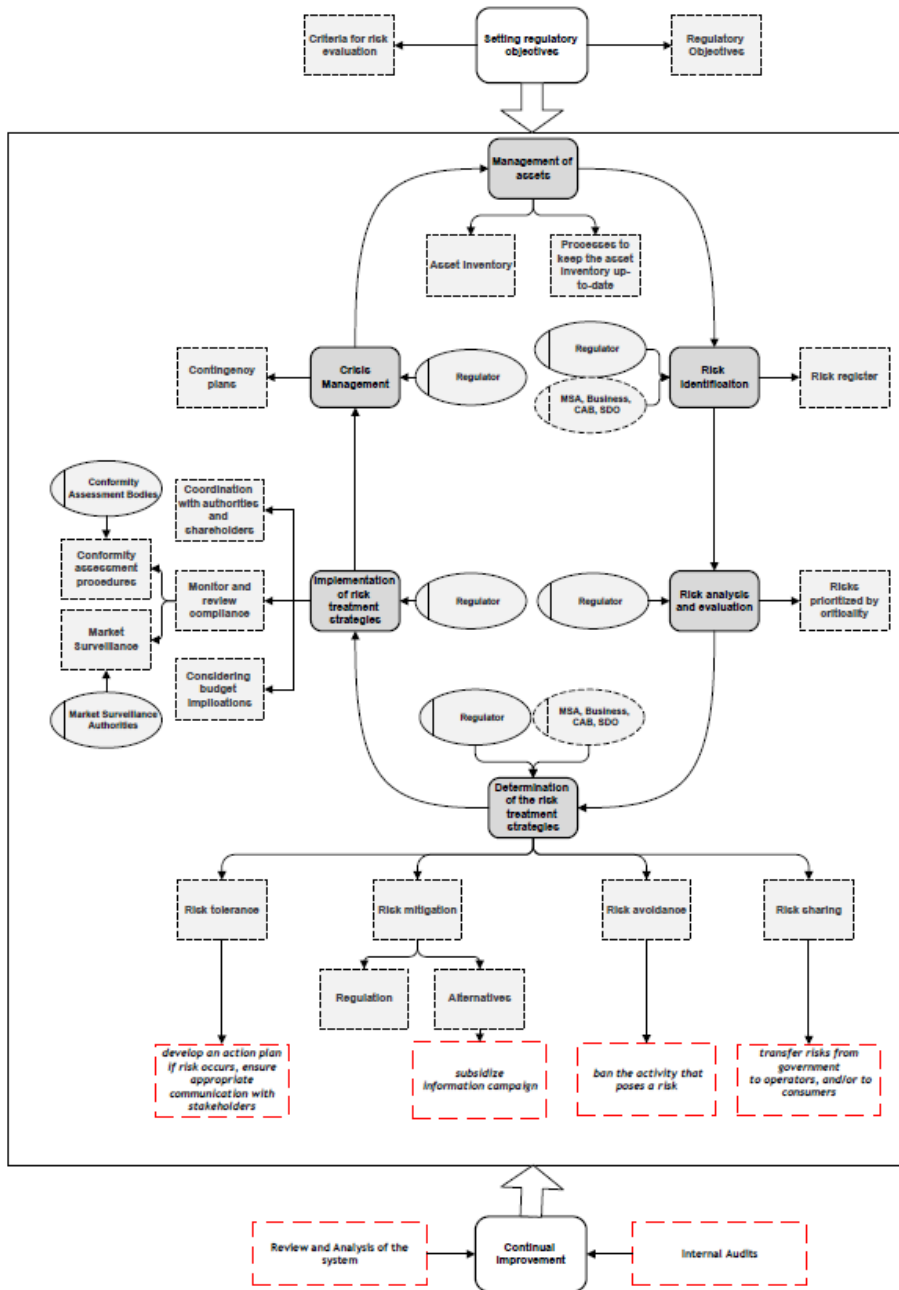 Criteria for risk
evaluation
Setting regulatory
objectives
Regulatory
Objectives
Management of
assets
Asset Inventory
Processes to
keep the asset
inventory up-
to-date
Contingency
plans
Crisis
Management
Regulator
Regulator
MSA, Business,
CAB, SDO
Risk
identificaiton
Risk register
Conformity
Assessment Bodies
Coordination
with authorities
and
shareholders
Conformity
assessment
procedures
Monitor and
review
compliance
Implementation
of risk
treatment
strategies
Regulator
Regulator
Risk analysis
and evaluation
Risks
prioritized by
criticality
Market
Surveillance
Considering
budget
implications
Market Surveillance
Authorities
Regulator
MSA, Business,
CAB, SDO
Determination
of the risk
treatment
strategies
Risk tolerance
Risk mitigation
Risk avoidance
Risk sharing
Regulation
Alternatives
develop an action plan
if risk occurs, ensure
appropriate
communication with
stakeholders
subsidize
information campaign
ban the activity that
poses a risk
transfer risks from
government
to operators, and/or to
consumers
Review and Analysis of the
system
Continual
improvement
Internal Audits